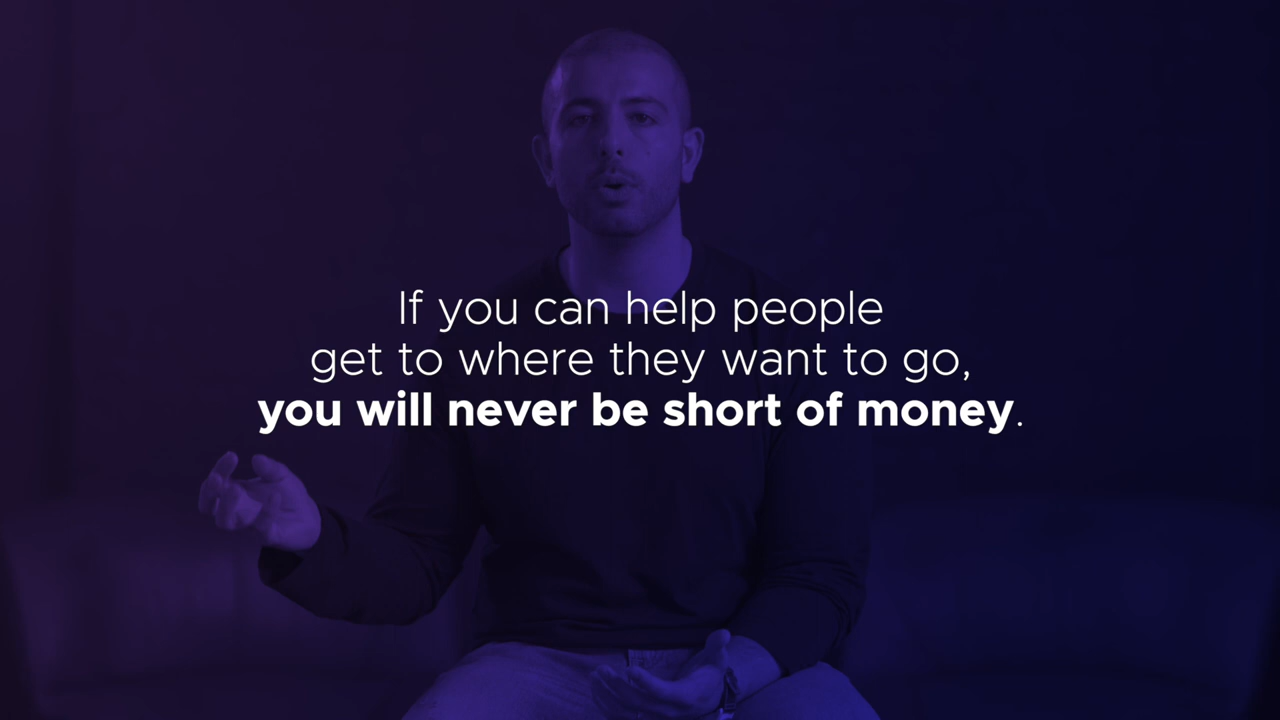 If you can help people
get to where they want to go,
you will never be short of money.